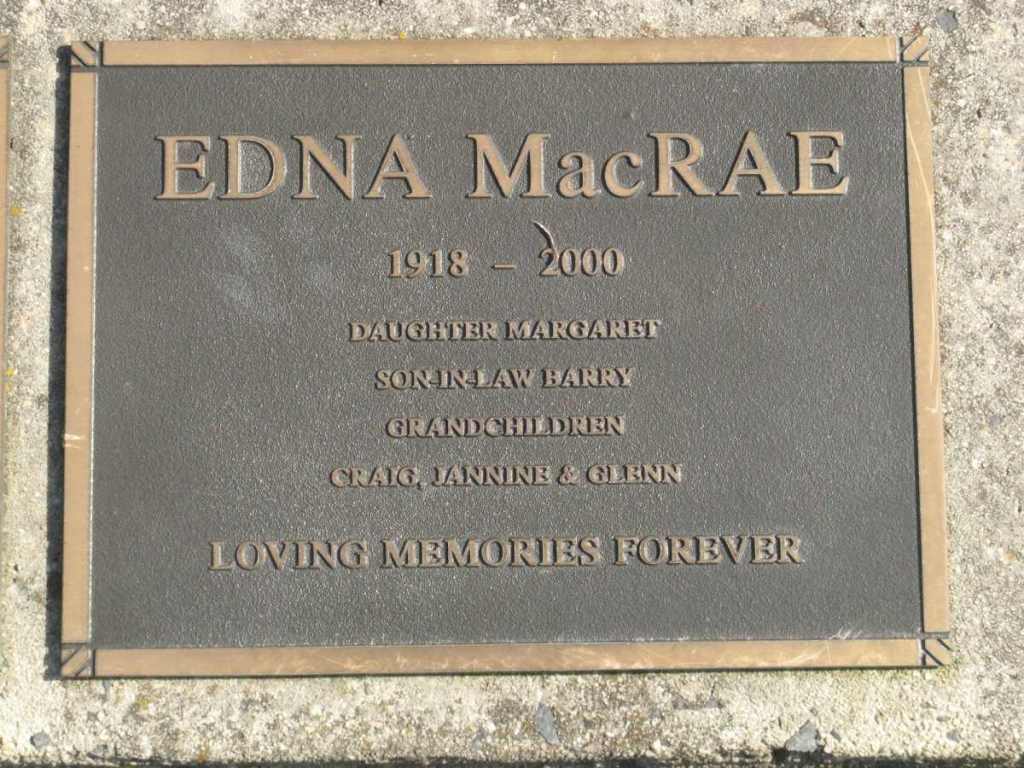 EDNA MacRAE
1918 – 2000
DAUGHTER MARGARET
SON-IN-LAW BARRY
GRANDCHILDREN
CRAIG, JANNINE & GLENN
LOVING MEMORIES FOREVER